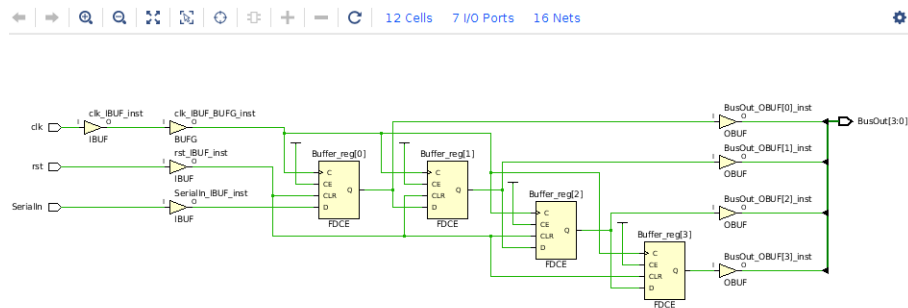 12 Cells 7 I/O Ports 16 Nets
BusOut_OBUF[0]_inst
clk_IBUF_inst clk_IBUF_BUFG_inst I O
clk I O I O OBUF BusOut[3:0]
IBUF BUFG BusOut_OBUF[1]_inst
rst_IBUF_inst Buffer_reg[0] Buffer_reg[1] I O
rst I O C C OBUF
IBUF CE Q CE Q
SerialIn_IBUF_inst CLR CLR Buffer_reg[2] BusOut_OBUF[2]_inst
SerialIn I O D D C I O
IBUF FDCE FDCE CE Q OBUF
CLR Buffer_reg[3]
D C BusOut_OBUF[3]_inst
FDCE CE Q I O
CLR OBUF
D
FDCE